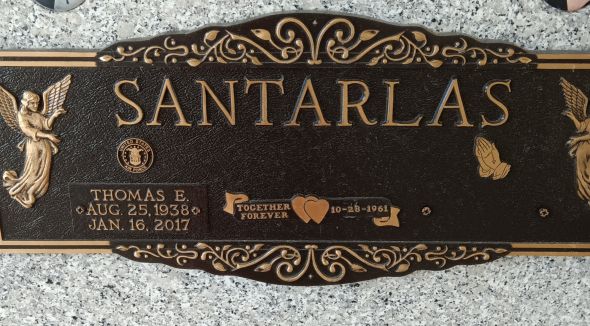 SANTARLAS
THOMAS E.
AUG. 25, 1938
JAN. 16, 2017
TOGETHER
FOREVER
10-28-1961